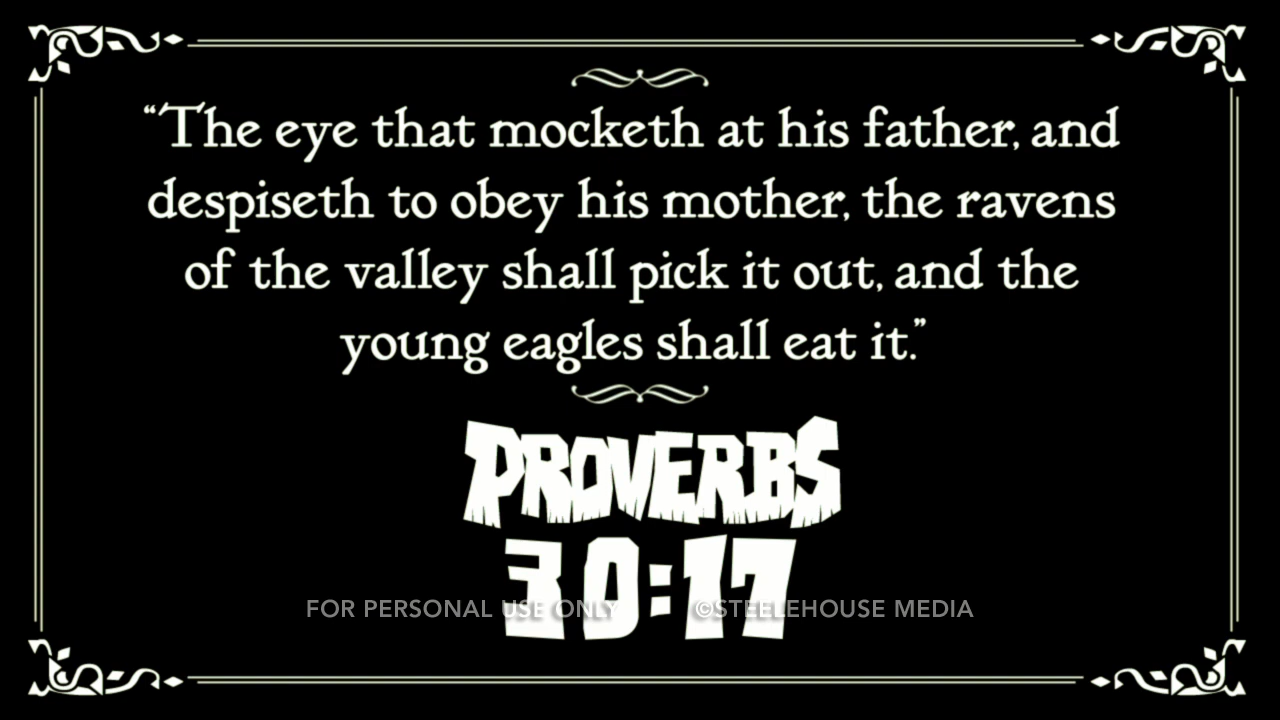 “The eye that mocketh at his father, and
despiseth to obey his mother, the ravens
of the valley shall pick it out, and the
young eagles shall eat it.”
PROVERBS
30:17
FOR PERSONAL USE ONLY ©STEELEHOUSE MEDIA